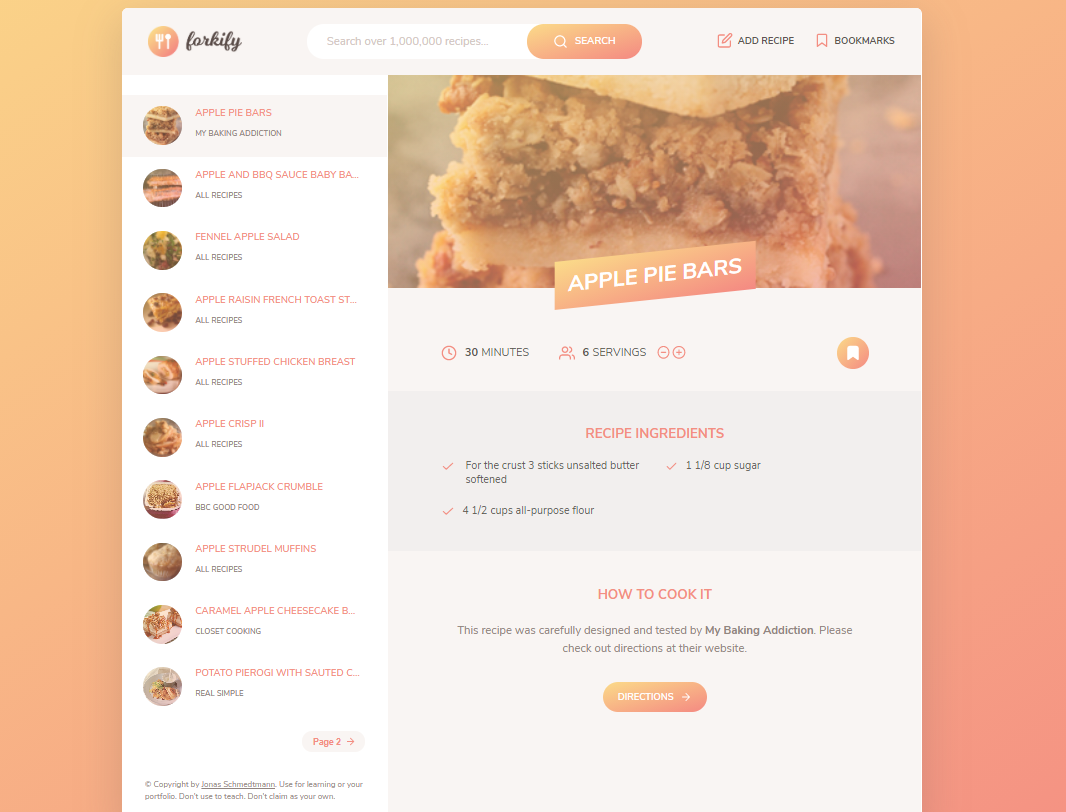 forkify
Search over 1,000,000 recipes...
SEARCH
ADD RECIPE
BOOKMARKS
APPLE PIE BARS
MY BAKING ADDICTION
APPLE AND BBQ SAUCE BABY BA...
ALL RECIPES
FENNEL APPLE SALAD
ALL RECIPES
APPLE RAISIN FRENCH TOAST ST...
ALL RECIPES
APPLE STUFFED CHICKEN BREAST
ALL RECIPES
APPLE CRISP II
ALL RECIPES
APPLE FLAPJACK CRUMBLE
BBC GOOD FOOD
APPLE STRUDEL MUFFINS
ALL RECIPES
CARAMEL APPLE CHEESECAKE B...
CLOSET COOKING
POTATO PIEROGI WITH SAUTED C...
REAL SIMPLE
Page 2
© Copyright by Jonas Schmedtmann. Use for learning or your
portfolio. Don't use to teach. Don't claim as your own.
APPLE PIE BARS
30 MINUTES
6 SERVINGS
RECIPE INGREDIENTS
For the crust 3 sticks unsalted butter
softened
1 1/8 cup sugar
4 1/2 cups all-purpose flour
HOW TO COOK IT
This recipe was carefully designed and tested by My Baking Addiction. Please
check out directions at their website.
DIRECTIONS